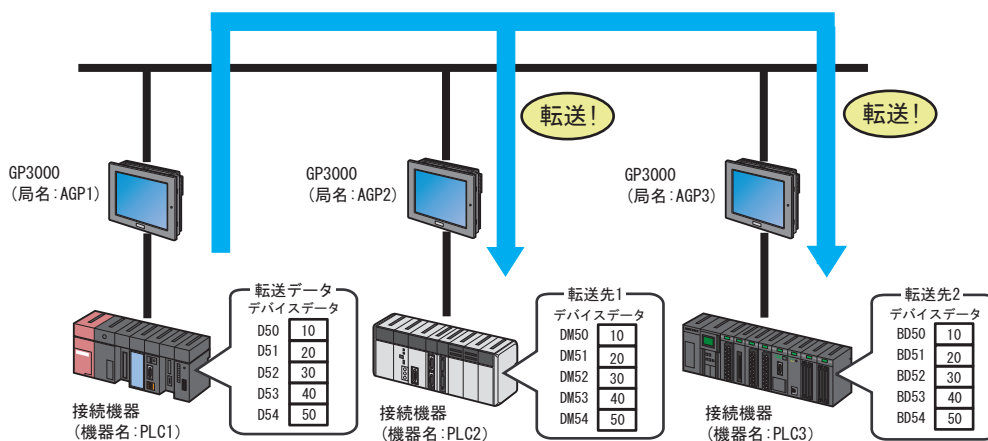 転送!
転送!
GP3000
(局名:AGP1)
GP3000
(局名:AGP2)
GP3000
(局名:AGP3)
転送データ
デバイスデータ
D50 10
D51 20
D52 30
D53 40
D54 50
転送先1
デバイスデータ
DM50 10
DM51 20
DM52 30
DM53 40
DM54 50
転送先2
デバイスデータ
BD50 10
BD51 20
BD52 30
BD53 40
BD54 50
接続機器
(機器名:PLC1)
接続機器
(機器名:PLC2)
接続機器
(機器名:PLC3)